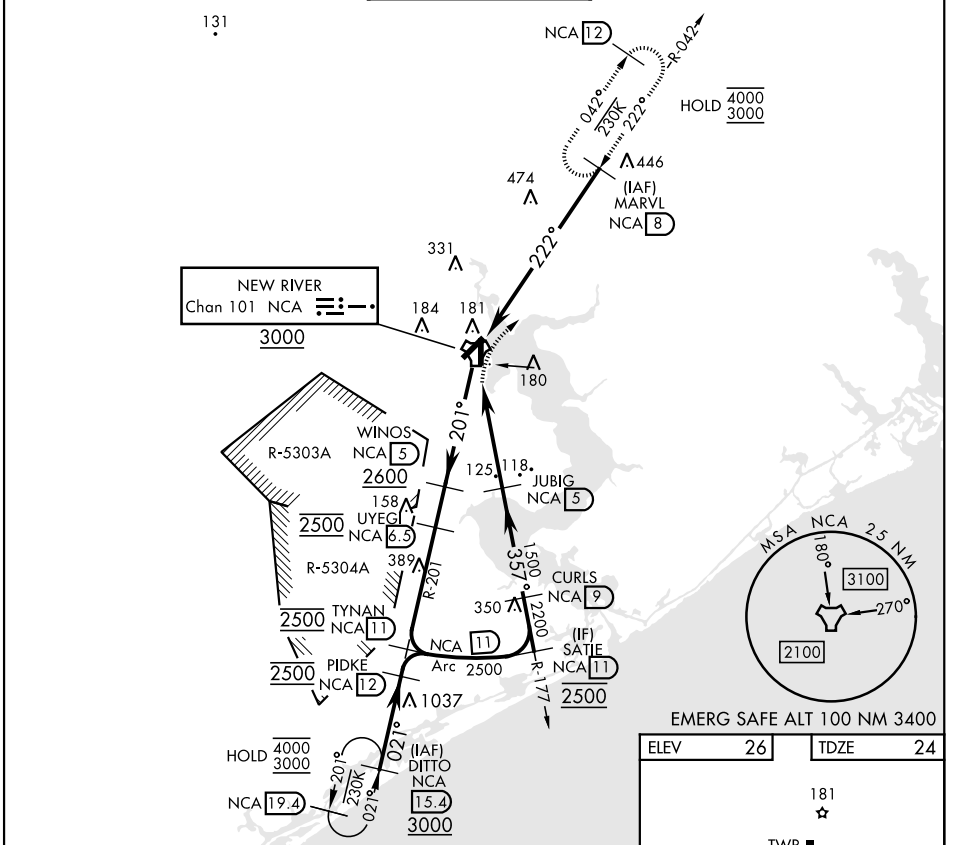 131
NCA 12
R-042
042°
230K
222°
HOLD 4000
3000
446
(IAF)
MARVL
NCA 8
474
222°
331
NEW RIVER
Chan 101 NCA
3000
184
181
180
201°
WINOS
NCA 5
2600
R-5303A
125
118
JUBIG
NCA 5
158
UYEGI
NCA 6.5
2500
R-5304A
389
R-201
357°
1500
CURLS
NCA 9
350
2200
TYNAN
NCA 11
2500
NCA 11
Arc 2500
(IF)
SATIE
NCA 11
2500
R-177
PIDKE
NCA 12
2500
1037
021°
HOLD 4000
3000
201°
230K
021°
NCA 19.4
(IAF)
DITTO
NCA
15.4
3000
MSA NCA 25 NM
180°
3100
270°
2100
EMERG SAFE ALT 100 NM 3400
ELEV 26
TDZE 24
181
TWR